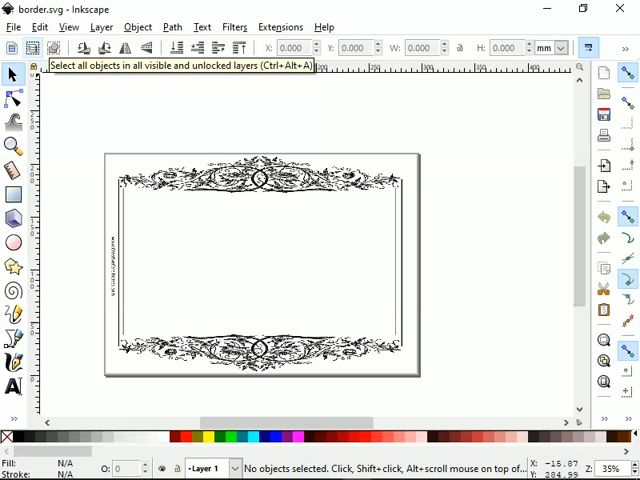 border.svg - Inkscape
File Edit View Layer Object Path Text Filters Extensions Help
X: 0.000 Y: 0.000 W: 0.000 H: 0.000 mm
Select all objects in all visible and unlocked layers (Ctrl+Alt+A)
Fill: N/A
Stroke: N/A
O: 0
Layer 1
No objects selected. Click, Shift+click, Alt+scroll mouse on top of...
X: -15.87
Y: 284.99
Z: 35%